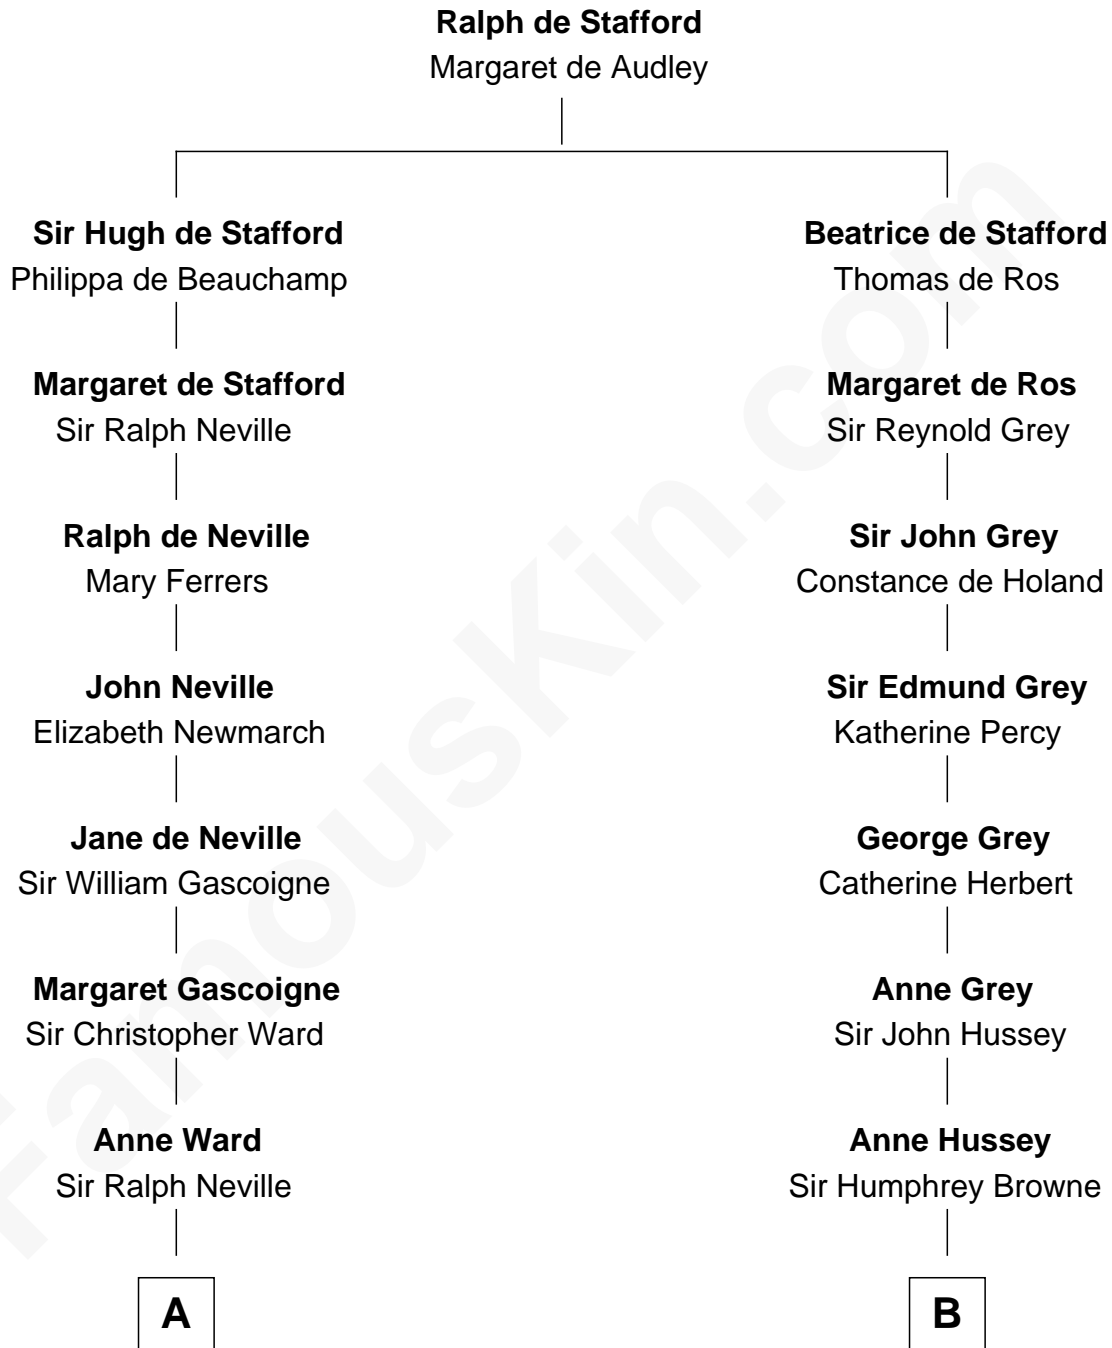 Ralph de Stafford
Margaret de Audley
Sir Hugh de Stafford
Philippa de Beauchamp
Margaret de Stafford
Sir Ralph Neville
Ralph de Neville
Mary Ferrers
John Neville
Elizabeth Newmarch
Jane de Neville
Sir William Gascoigne
Margaret Gascoigne
Sir Christopher Ward
Anne Ward
Sir Ralph Neville
A
Beatrice de Stafford
Thomas de Ros
Margaret de Ros
Sir Reynold Grey
Sir John Grey
Constance de Holand
Sir Edmund Grey
Katherine Percy
George Grey
Catherine Herbert
Anne Grey
Sir John Hussey
Anne Hussey
Sir Humphrey Browne
B
FamousKin.com